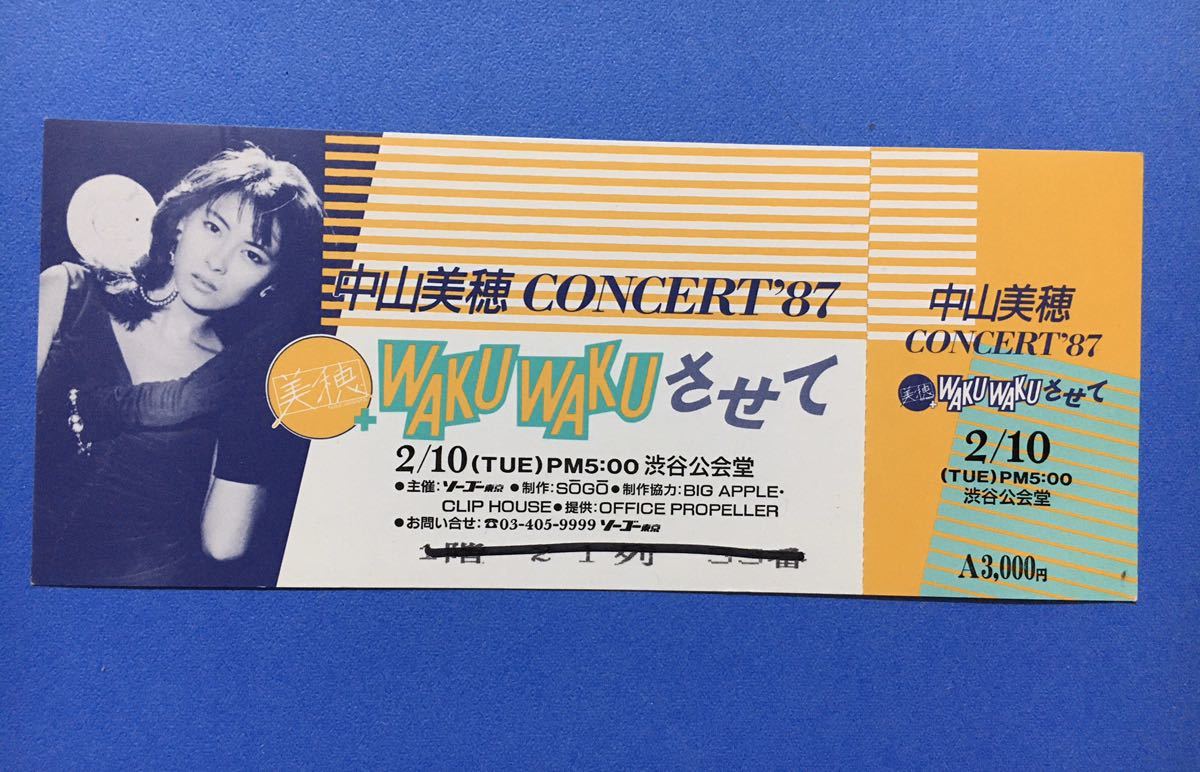 中山美穂 CONCERT'87
美穂
+
WAKU WAKUさせて
2/10(TUE)PM5:00 渋谷公会堂
●主催:ソーゴー東京 ●制作:SŌGŌ ●制作協力:BIG APPLE・
CLIP HOUSE●提供:OFFICE PROPELLER
●お問い合せ:☎03-405-9999 ソーゴー東京
中山美穂
CONCERT'87
美穂
+
WAKU WAKUさせて
2/10
(TUE)PM5:00
渋谷公会堂
A3,000円